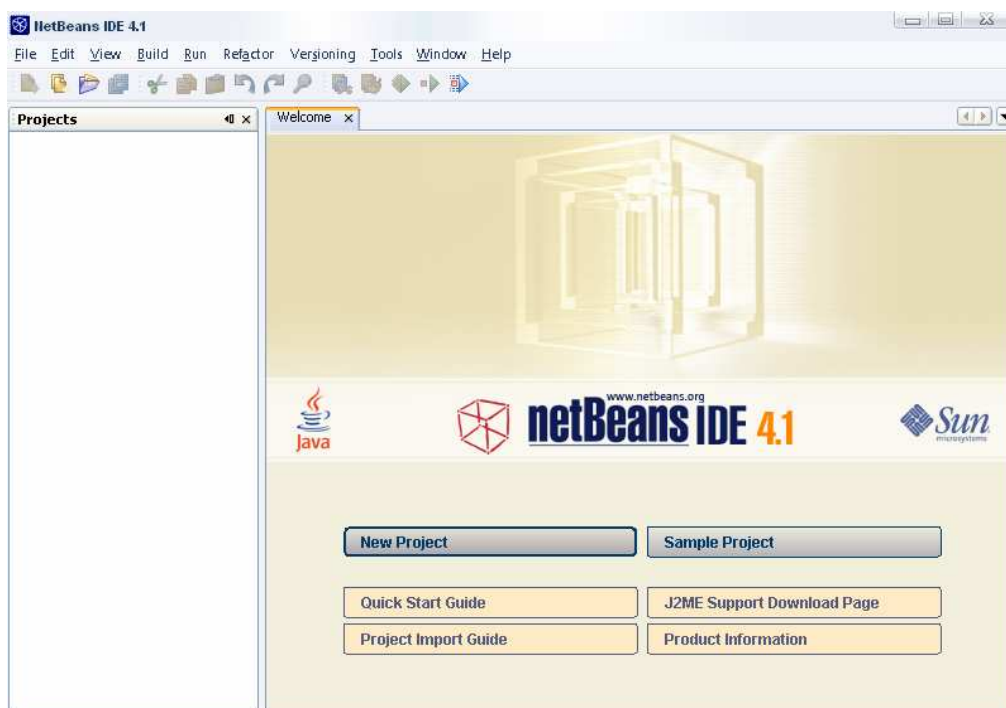 NetBeans IDE 4.1
File Edit View Build Run Refactor Versioning Tools Window Help
Projects
Welcome
www.netbeans.org
Java
netBeans IDE 4.1
Sun
microsystems
New Project
Sample Project
Quick Start Guide
J2ME Support Download Page
Project Import Guide
Product Information